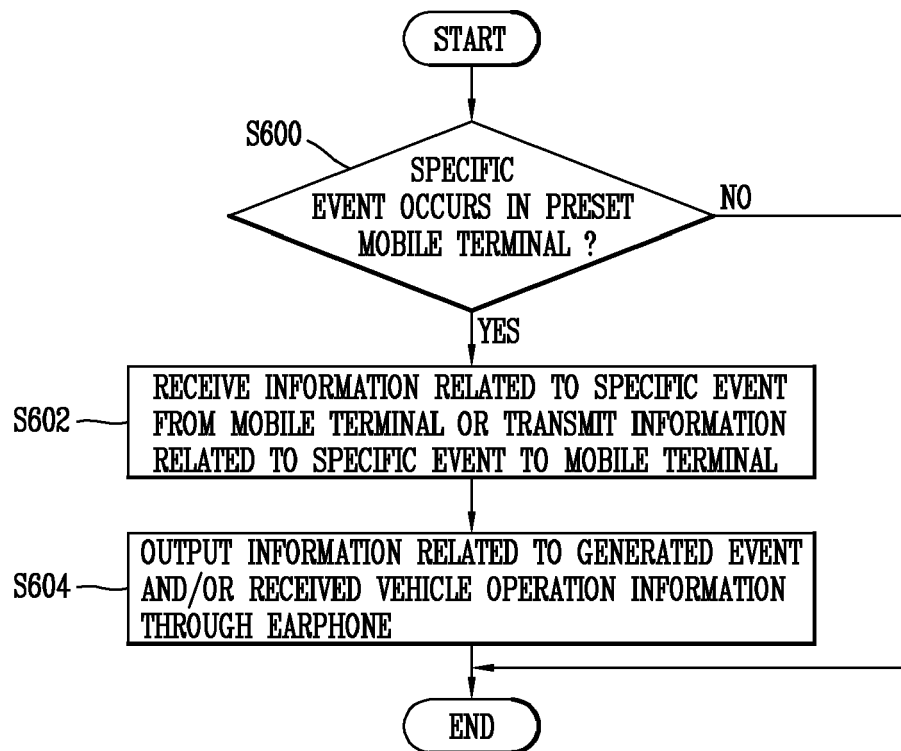 START
S600
SPECIFIC
EVENT OCCURS IN PRESET
MOBILE TERMINAL ?
NO
YES
S602
RECEIVE INFORMATION RELATED TO SPECIFIC EVENT
FROM MOBILE TERMINAL OR TRANSMIT INFORMATION
RELATED TO SPECIFIC EVENT TO MOBILE TERMINAL
S604
OUTPUT INFORMATION RELATED TO GENERATED EVENT
AND/OR RECEIVED VEHICLE OPERATION INFORMATION
THROUGH EARPHONE
END